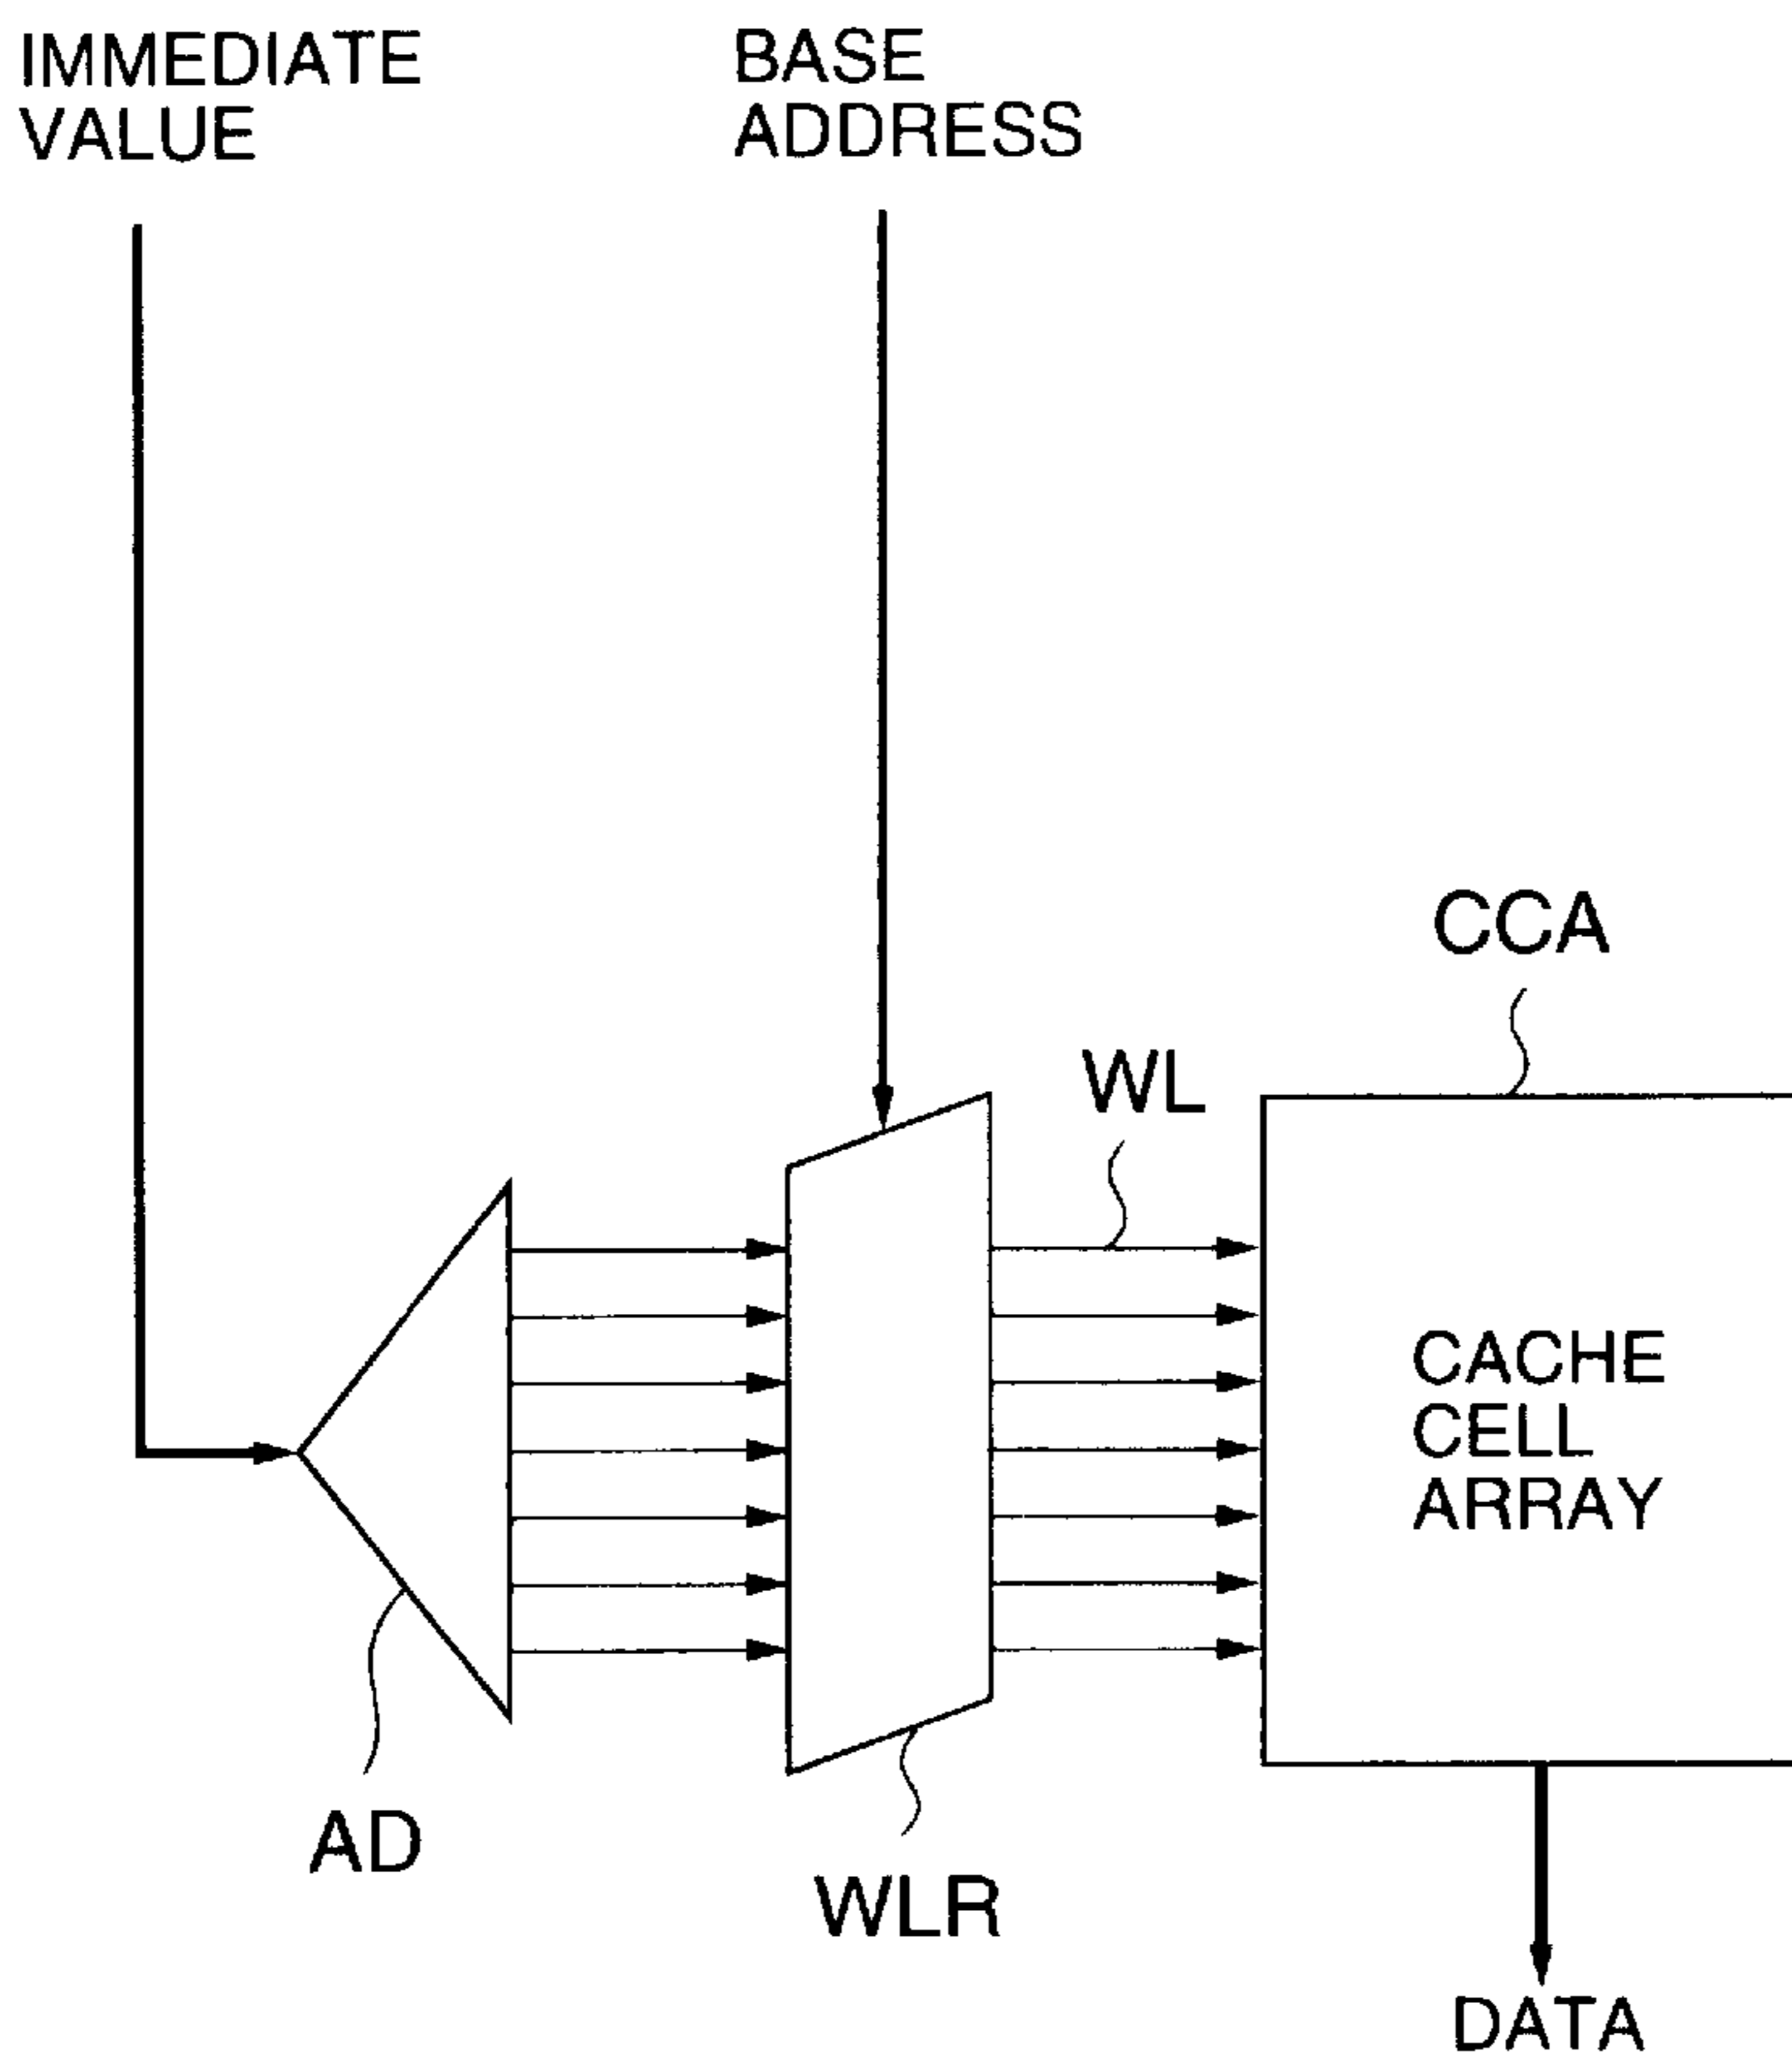 IMMEDIATE
VALUE
BASE
ADDRESS
CCA
WL
CACHE
CELL
ARRAY
AD
WLR
DATA